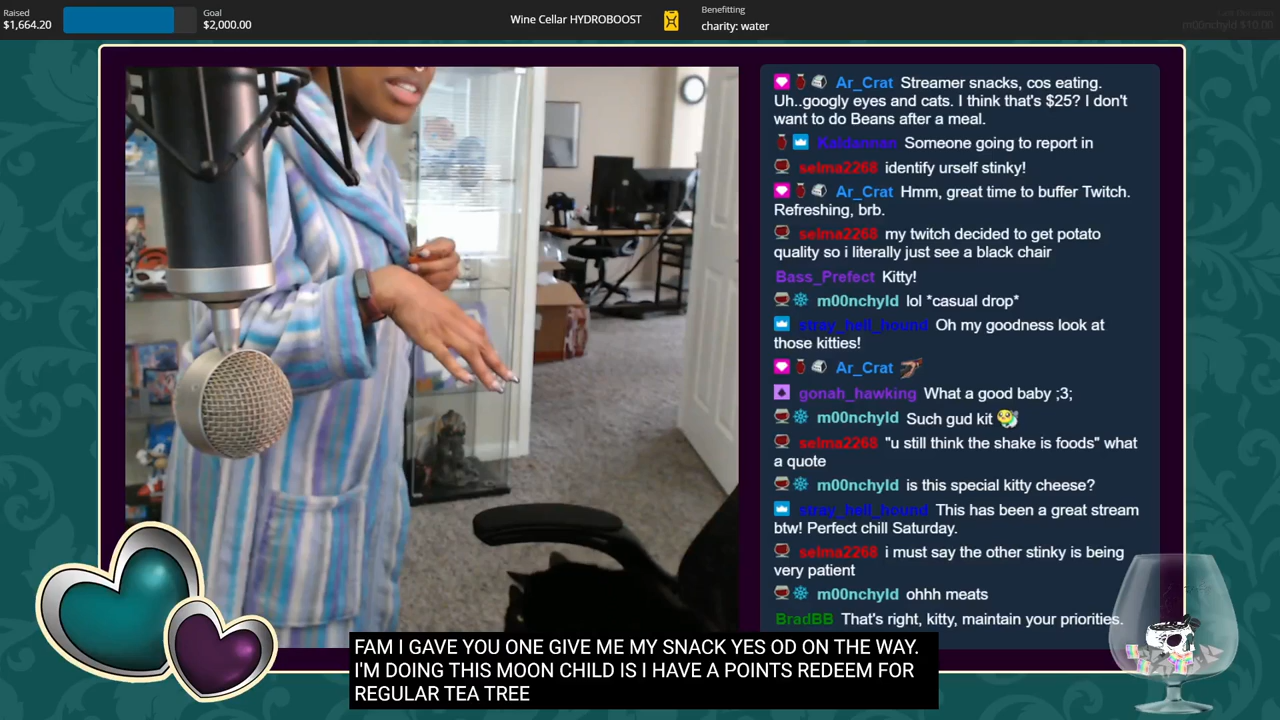 Raised
$1,664.20
Goal
$2,000.00
Wine Cellar HYDROBOOST
Benefitting
charity: water
Last Donation
m00nchyld $10.00
Ar_Crat Streamer snacks, cos eating.
Uh..googly eyes and cats. I think that's $25? I don't
want to do Beans after a meal.
Kaldannan Someone going to report in
selma2268 identify urself stinky!
Ar_Crat Hmm, great time to buffer Twitch.
Refreshing, brb.
selma2268 my twitch decided to get potato
quality so i literally just see a black chair
Bass_Prefect Kitty!
m00nchyld lol *casual drop*
stray_hell_hound Oh my goodness look at
those kitties!
Ar_Crat
gonah_hawking What a good baby ;3;
m00nchyld Such gud kit
selma2268 "u still think the shake is foods" what
a quote
m00nchyld is this special kitty cheese?
stray_hell_hound This has been a great stream
btw! Perfect chill Saturday.
selma2268 i must say the other stinky is being
very patient
m00nchyld ohhh meats
BradBB That's right, kitty, maintain your priorities.
FAM I GAVE YOU ONE GIVE ME MY SNACK YES OD ON THE WAY.
I'M DOING THIS MOON CHILD IS I HAVE A POINTS REDEEM FOR
REGULAR TEA TREE